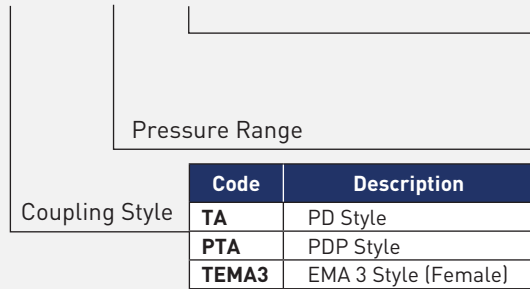 Pressure Range
Code Description
Coupling Style TA PD Style
PTA PDP Style
TEMA3 EMA 3 Style (Female)